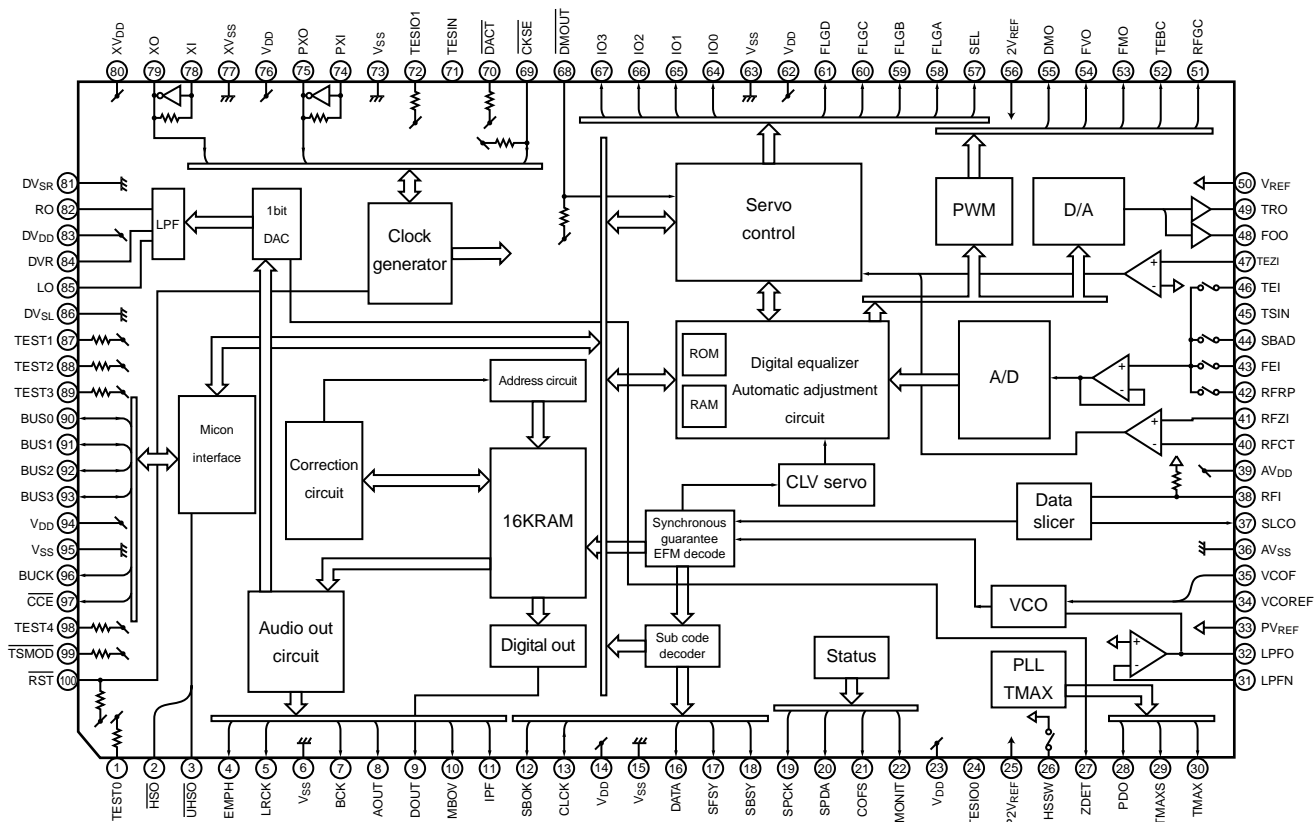 XVDD
XO
XI
XVSS
VDD
PXO
PXI
VSS
TESIO1
TESIN
DACT
CKSE
DMOUT
IO3
IO2
IO1
IO0
VSS
VDD
FLGD
FLGC
FLGB
FLGA
SEL
2VREF
DMO
FVO
FMO
TEBC
RFGC
80
79
78
77
76
75
74
73
72
71
70
69
68
67
66
65
64
63
62
61
60
59
58
57
56
55
54
53
52
51
DVSR 81
RO 82
DVDD 83
DVR 84
LO 85
DVSL 86
TEST1 87
TEST2 88
TEST3 89
BUS0 90
BUS1 91
BUS2 92
BUS3 93
VDD 94
VSS 95
BUCK 96
CCE 97
TEST4 98
TSMOD 99
RST 100
LPF
1bit
DAC
Clock
generator
Servo
control
PWM
D/A
ROM
RAM
Digital equalizer
Automatic adjustment
circuit
A/D
Address circuit
Micon
interface
Correction
circuit
16KRAM
CLV servo
Synchronous
guarantee
EFM decode
Data
slicer
VCO
Audio out
circuit
Digital out
Sub code
decoder
Status
PLL
TMAX
+
-
+
-
+
-
+
-
50 VREF
49 TRO
48 FOO
47 TEZI
46 TEI
45 TSIN
44 SBAD
43 FEI
42 RFRP
41 RFZI
40 RFCT
39 AVDD
38 RFI
37 SLCO
36 AVSS
35 VCOF
34 VCOREF
33 PVREF
32 LPFO
31 LPFN
1
2
3
4
5
6
7
8
9
10
11
12
13
14
15
16
17
18
19
20
21
22
23
24
25
26
27
28
29
30
TEST0
HSO
UHSO
EMPH
LRCK
VSS
BCK
AOUT
DOUT
MBOV
IPF
SBOK
CLCK
VDD
VSS
DATA
SFSY
SBSY
SPCK
SPDA
COFS
MONIT
VDD
TESIO0
P2VREF
HSSW
ZDET
PDO
TMAXS
TMAX